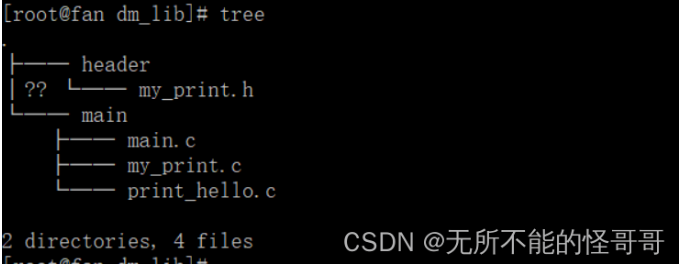 [root@fan dm_lib]# tree
.
├── header
│ ?? └── my_print.h
└── main
    ├── main.c
    ├── my_print.c
    └── print_hello.c
2 directories, 4 files
CSDN @无所不能的怪哥哥
[root@fan dm_lib]#